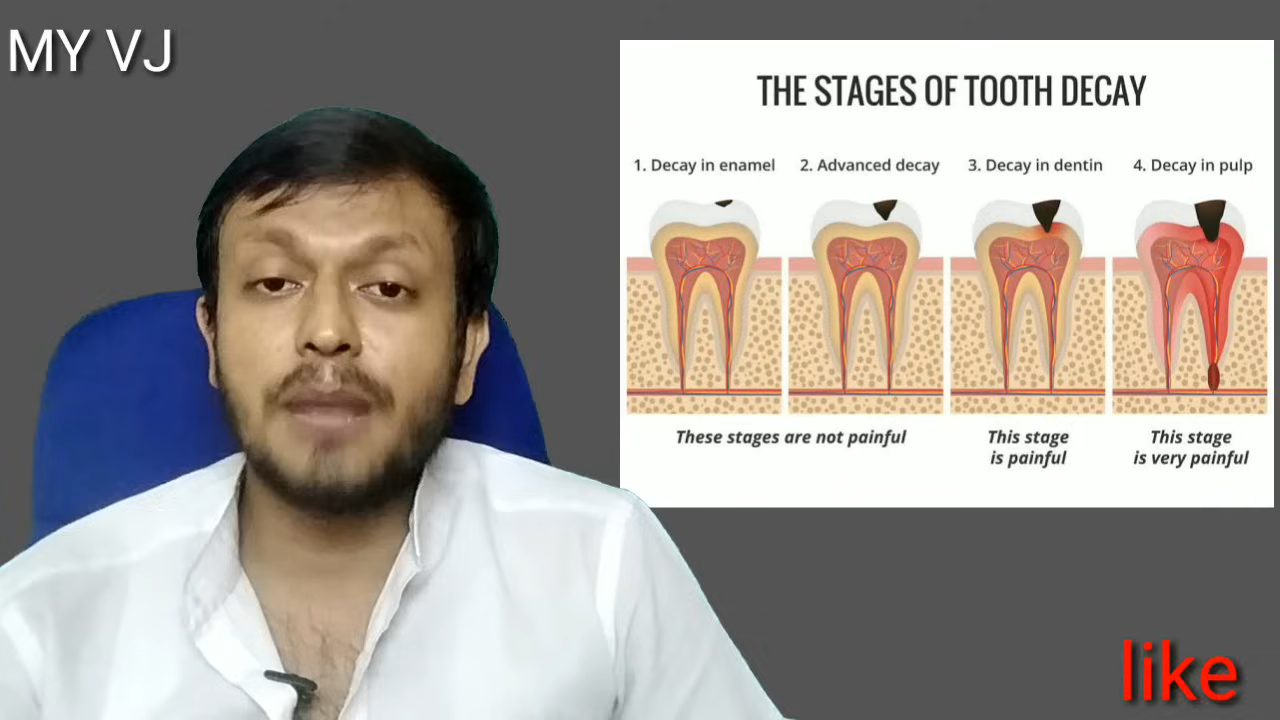 MY VJ
THE STAGES OF TOOTH DECAY
1. Decay in enamel
2. Advanced decay
3. Decay in dentin
4. Decay in pulp
These stages are not painful
This stage
is painful
This stage
is very painful
like